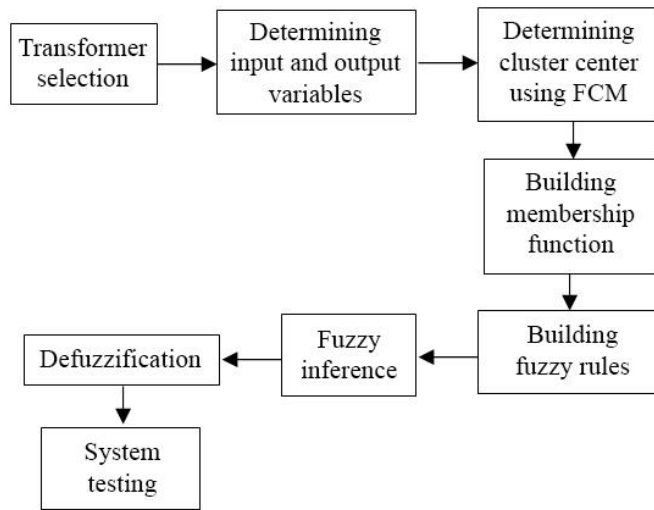 Transformer
selection
Determining
input and output
variables
Determining
cluster center
using FCM
Building
membership
function
Building
fuzzy rules
Fuzzy
inference
Defuzzification
System
testing